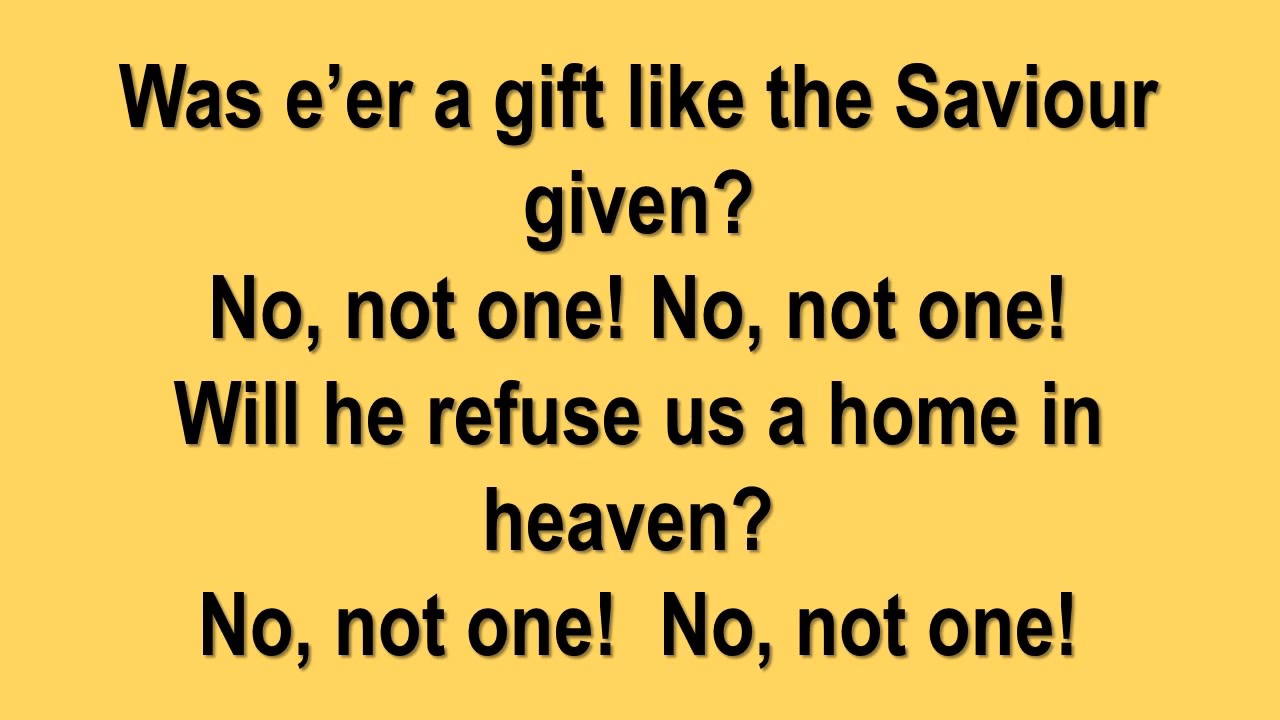 Was e’er a gift like the Saviour
given?
No, not one! No, not one!
Will he refuse us a home in
heaven?
No, not one!  No, not one!